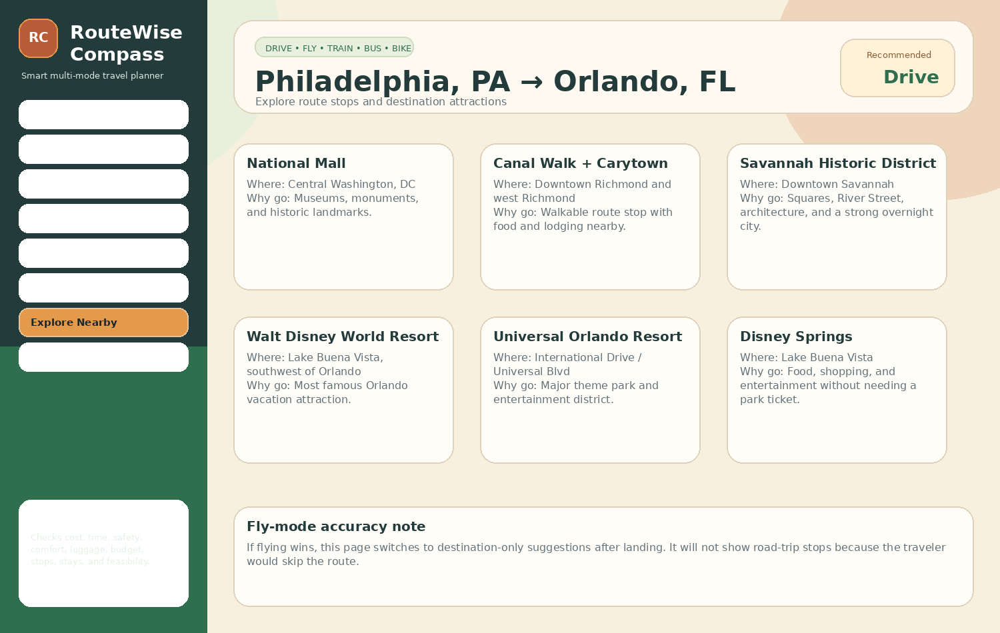 RC
RouteWise
Compass
Smart multi-mode travel planner
Explore Nearby
Checks cost, time, safety,
comfort, luggage, budget,
stops, stays, and feasibility.
DRIVE • FLY • TRAIN • BUS • BIKE
Philadelphia, PA → Orlando, FL
Explore route stops and destination attractions
Recommended
Drive
National Mall
Where: Central Washington, DC
Why go: Museums, monuments,
and historic landmarks.
Canal Walk + Carytown
Where: Downtown Richmond and
west Richmond
Why go: Walkable route stop with
food and lodging nearby.
Savannah Historic District
Where: Downtown Savannah
Why go: Squares, River Street,
architecture, and a strong overnight
city.
Walt Disney World Resort
Where: Lake Buena Vista,
southwest of Orlando
Why go: Most famous Orlando
vacation attraction.
Universal Orlando Resort
Where: International Drive /
Universal Blvd
Why go: Major theme park and
entertainment district.
Disney Springs
Where: Lake Buena Vista
Why go: Food, shopping, and
entertainment without needing a
park ticket.
Fly-mode accuracy note
If flying wins, this page switches to destination-only suggestions after landing. It will not show road-trip stops because the traveler
would skip the route.